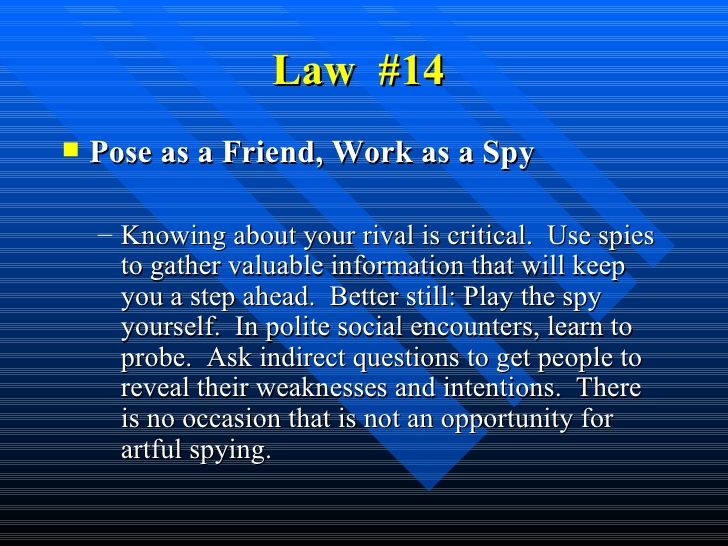 Law  #14
Pose as a Friend, Work as a Spy
– Knowing about your rival is critical.  Use spies
to gather valuable information that will keep
you a step ahead.  Better still: Play the spy
yourself.  In polite social encounters, learn to
probe.  Ask indirect questions to get people to
reveal their weaknesses and intentions.  There
is no occasion that is not an opportunity for
artful spying.